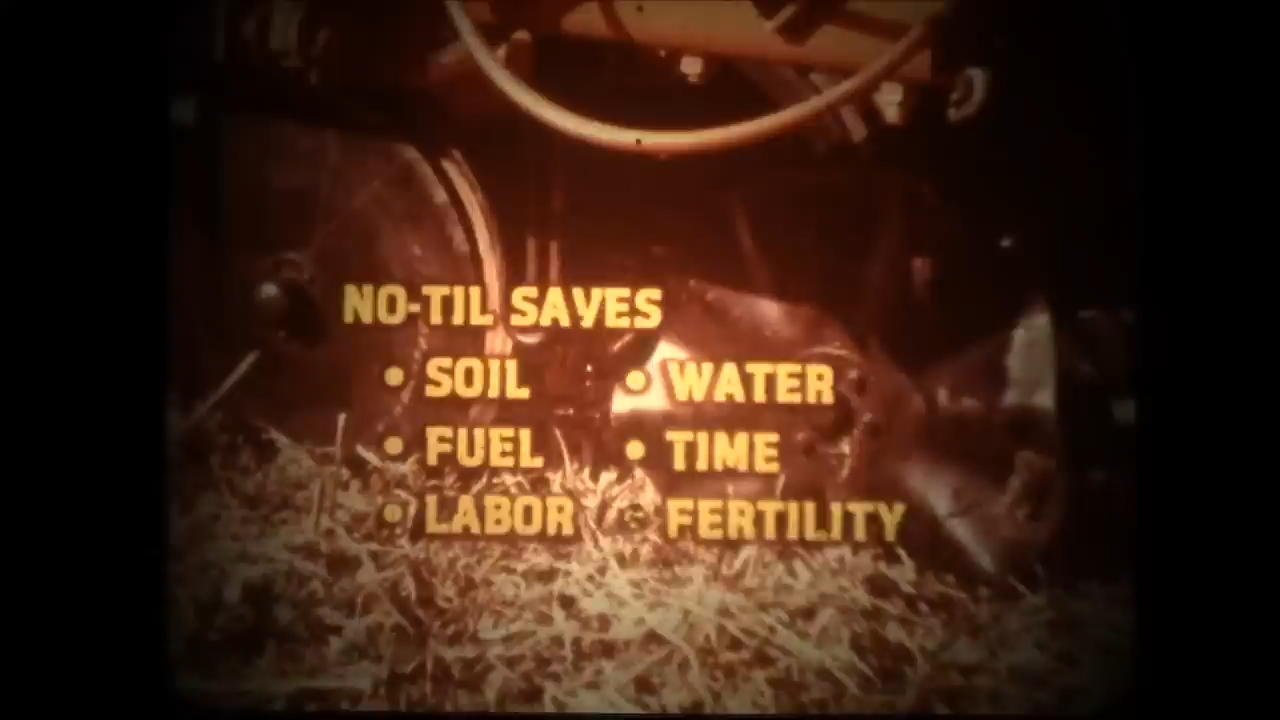 NO-TIL SAVES
• SOIL • WATER
• FUEL • TIME
• LABOR • FERTILITY